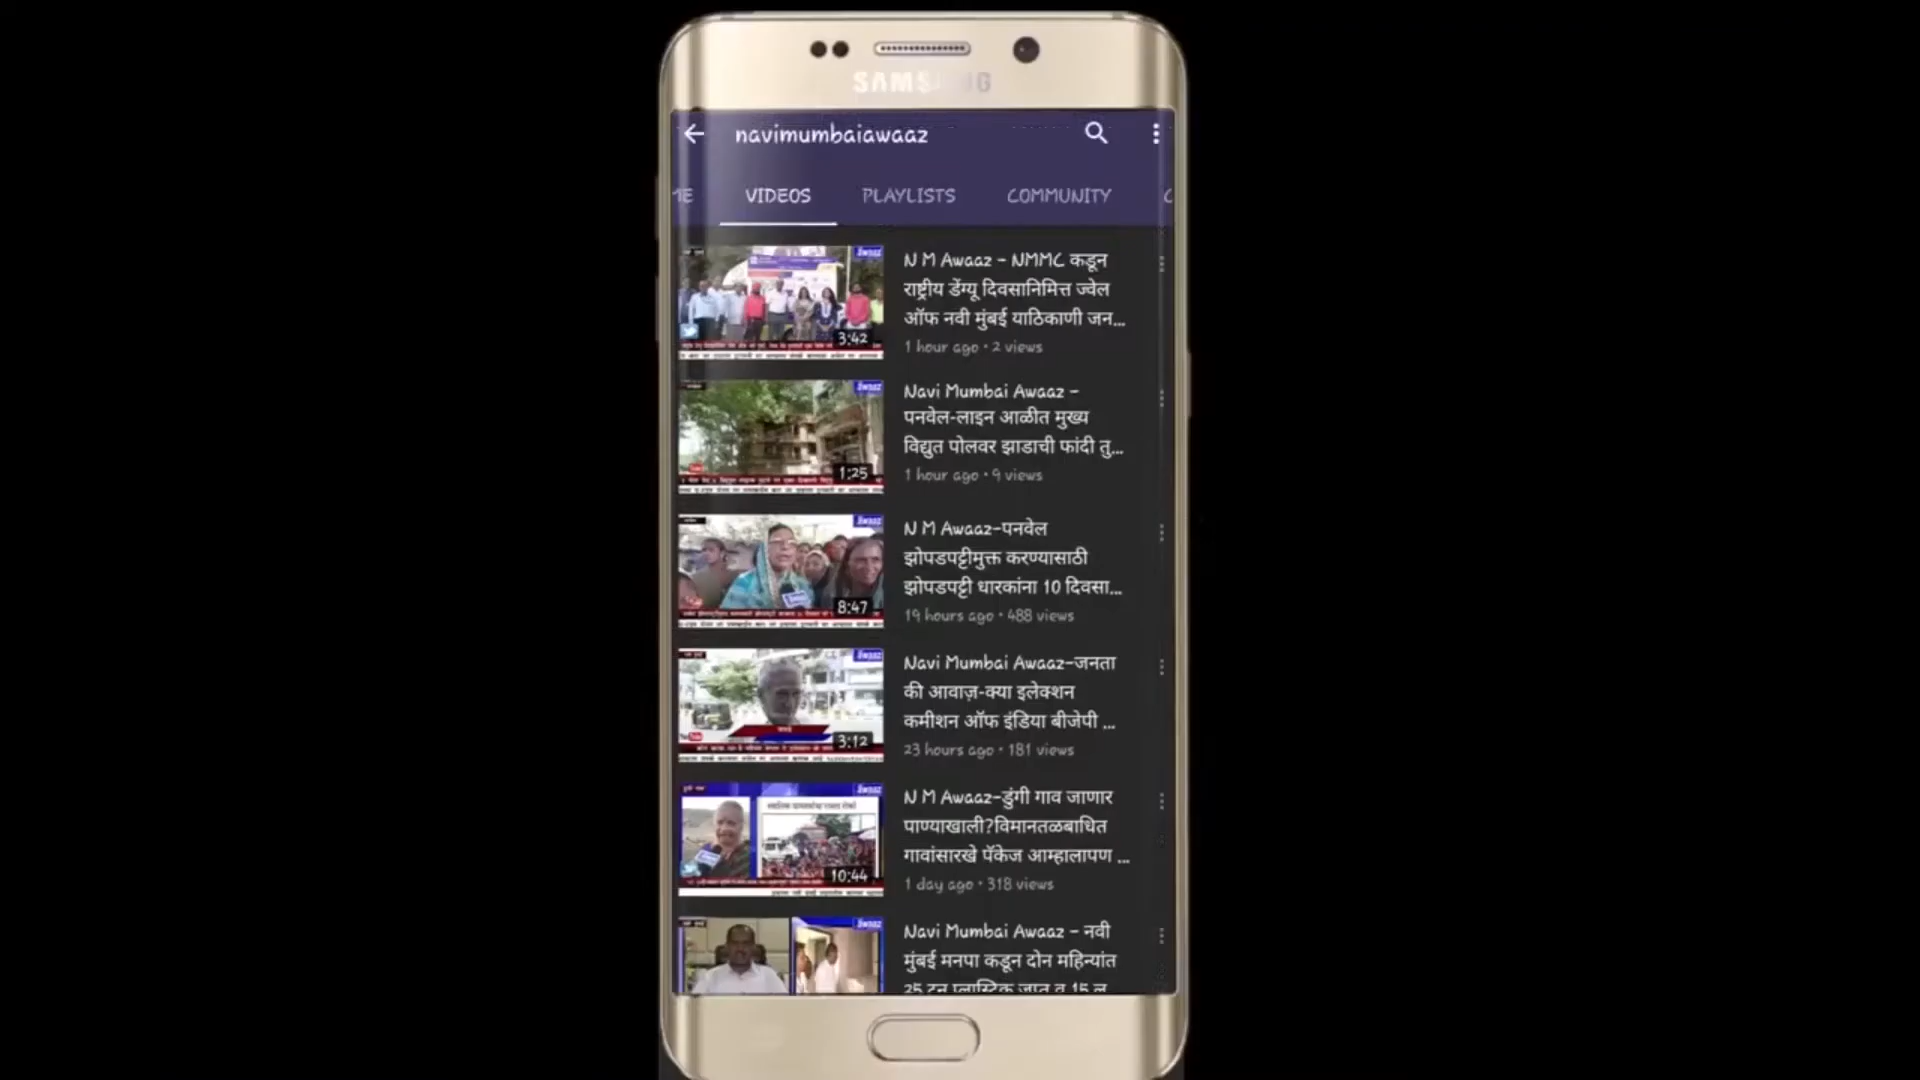 SAMSUNG
navimumbaiawaaz
VIDEOS
PLAYLISTS
COMMUNITY
N M Awaaz - NMMC कडून
राष्ट्रीय डेंग्यू दिवसानिमित्त ज्वेल
ऑफ नवी मुंबई याठिकाणी जन...
1 hour ago • 2 views
3:42
Navi Mumbai Awaaz -
पनवेल-लाइन आळीत मुख्य
विद्युत पोलवर झाडाची फांदी तु...
1 hour ago • 9 views
1:25
N M Awaaz-पनवेल
झोपडपट्टीमुक्त करण्यासाठी
झोपडपट्टी धारकांना 10 दिवसा...
19 hours ago • 488 views
8:47
Navi Mumbai Awaaz-जनता
की आवाज़-क्या इलेक्शन
कमीशन ऑफ इंडिया बीजेपी ...
23 hours ago • 181 views
3:12
N M Awaaz-डुंगी गाव जाणार
पाण्याखाली?विमानतळबाधित
गावांसारखे पॅकेज आम्हालापण ...
1 day ago • 318 views
10:44
Navi Mumbai Awaaz - नवी
मुंबई मनपा कडून दोन महिन्यांत
25 टन प्लास्टिक जप्त व 15 ल